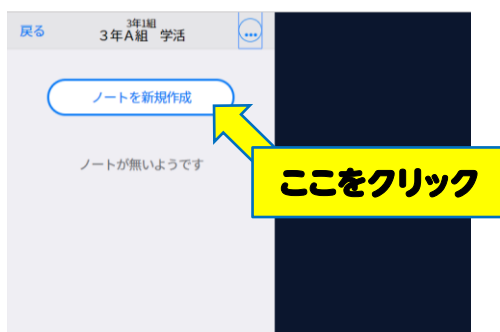 戻る
3年1組
3年A組 学活
...
ノートを新規作成
ノートが無いようです
ここをクリック